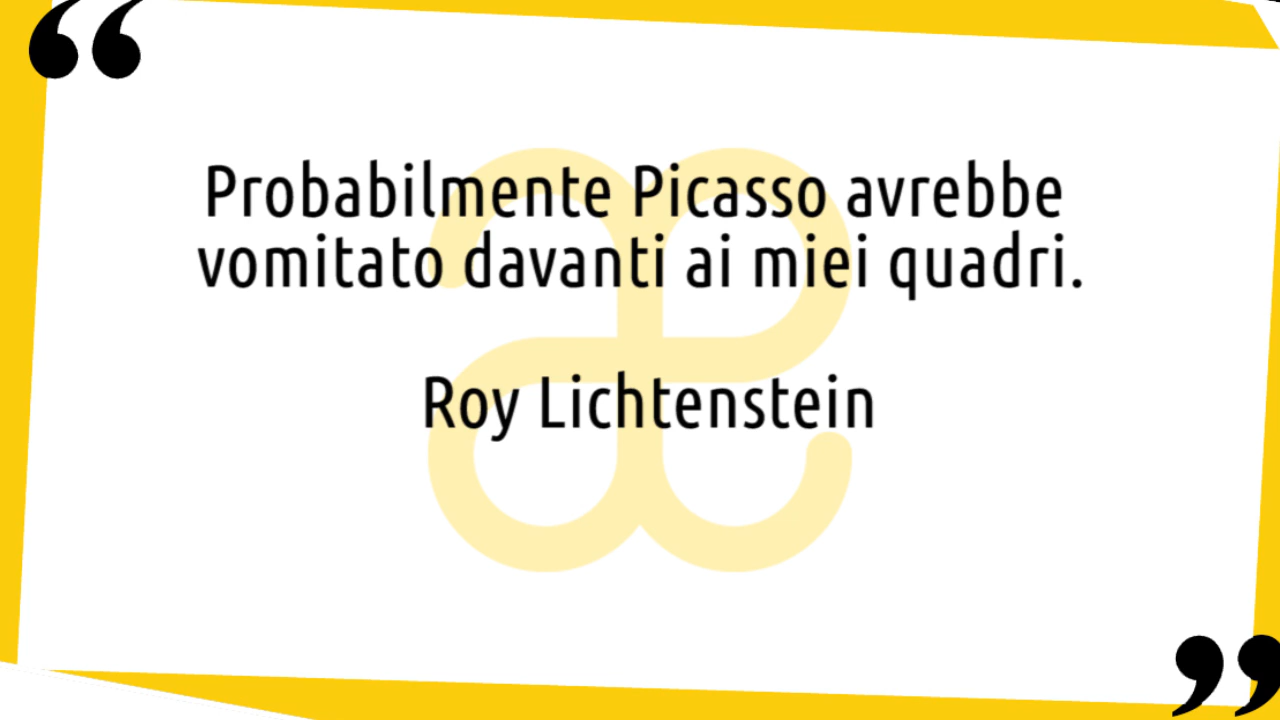 “
Probabilmente Picasso avrebbe
vomitato davanti ai miei quadri.
Roy Lichtenstein
”